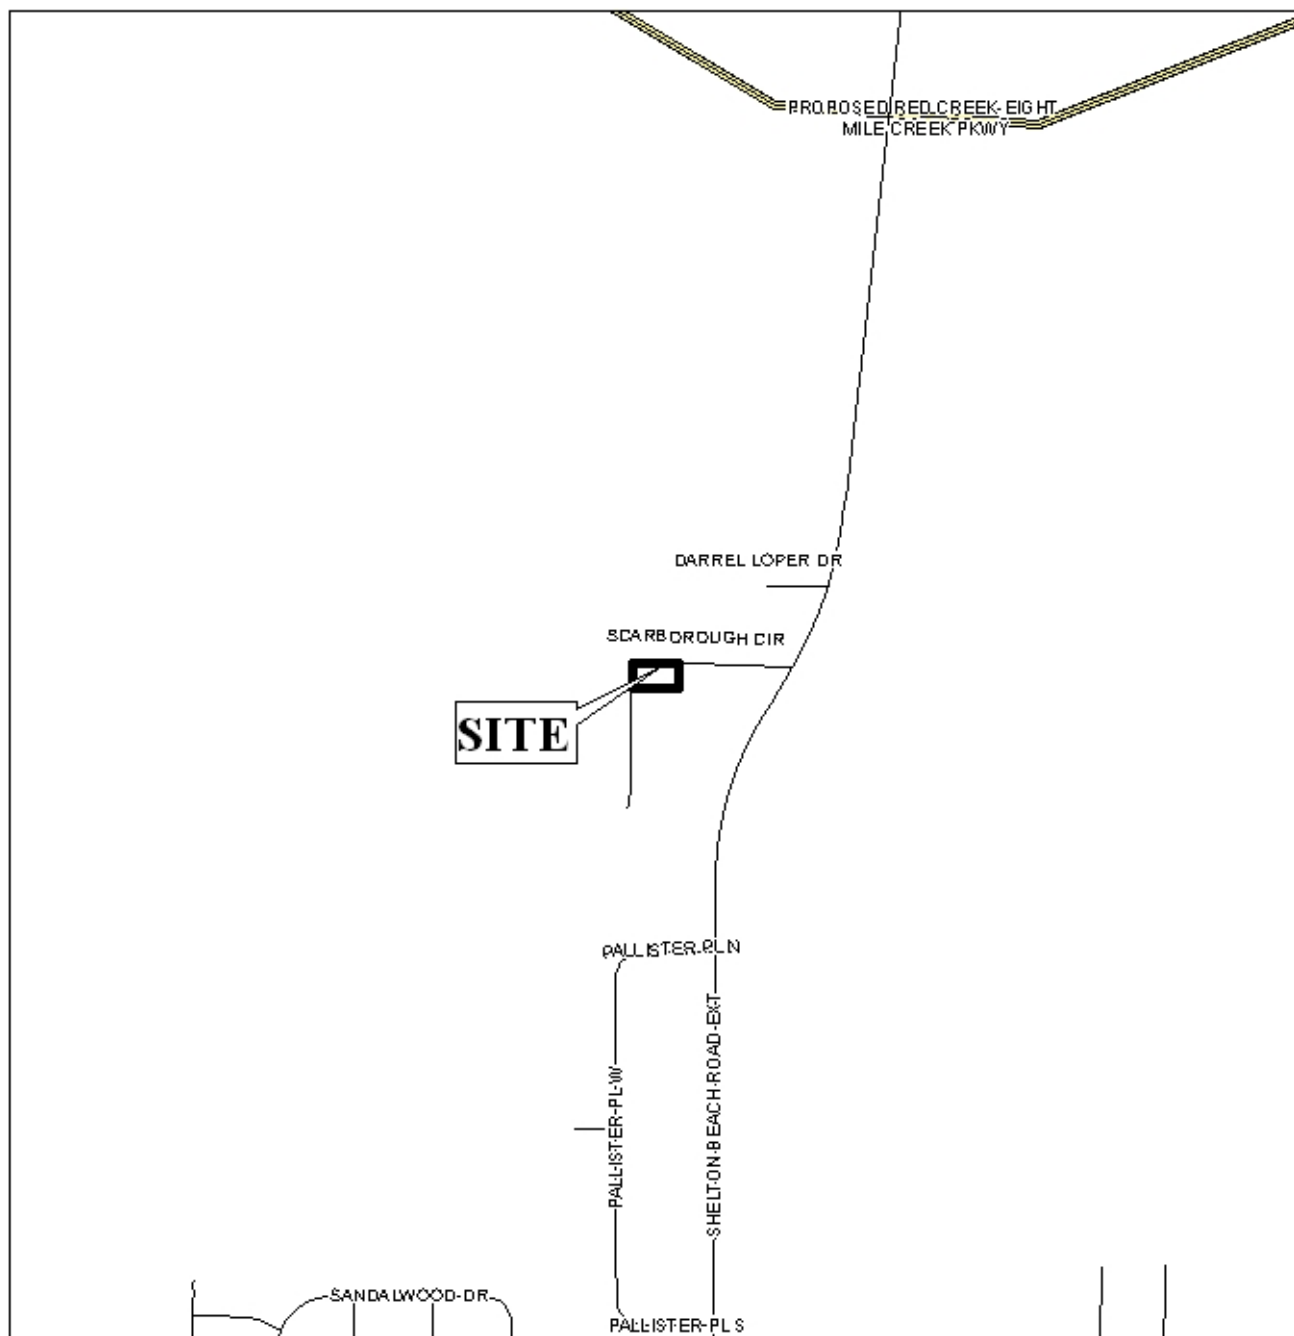 PROPOSED RED CREEK-EIGHT
MILE CREEK PKWY
DARREL LOPER DR
SCARBOROUGH CIR
SITE
PALLISTER PL N
SHELTON BEACH ROAD EXT
PALLISTER PL W
SANDALWOOD DR
PALLISTER PL S